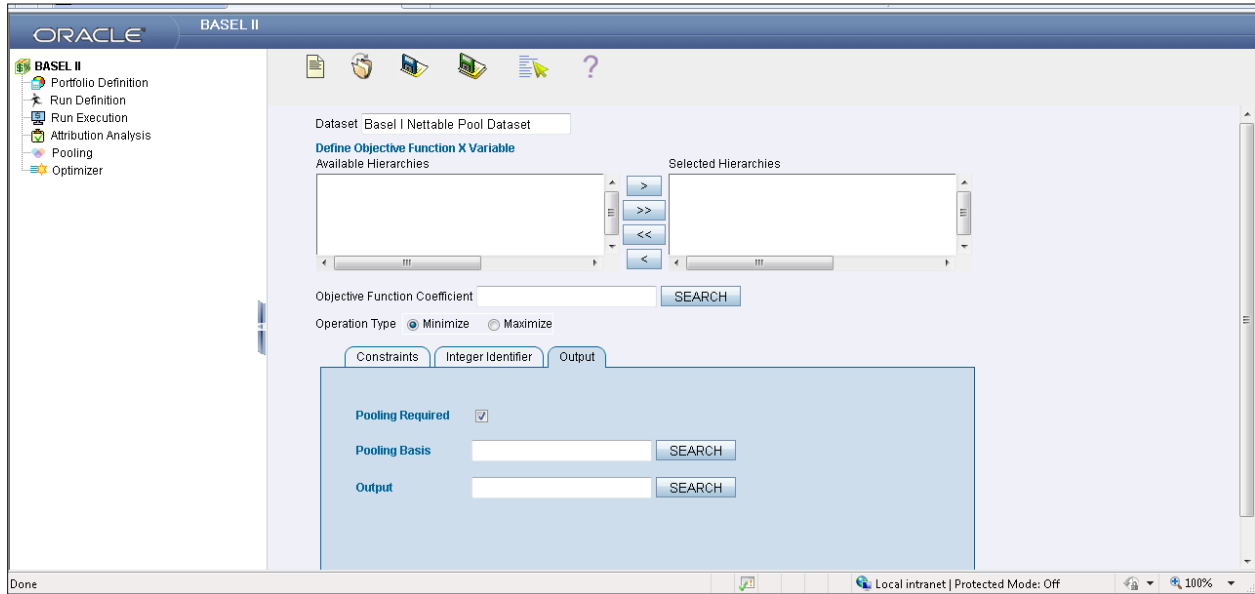 ORACLE
BASEL II
BASEL II
Portfolio Definition
Run Definition
Run Execution
Attribution Analysis
Pooling
Optimizer
?
Dataset Basel I Nettable Pool Dataset
Define Objective Function X Variable
Available Hierarchies
Selected Hierarchies
>
>>
<<
<
Objective Function Coefficient SEARCH
Operation Type Minimize Maximize
Constraints Integer Identifier Output
Pooling Required
Pooling Basis SEARCH
Output SEARCH
Done Local intranet | Protected Mode: Off 100%